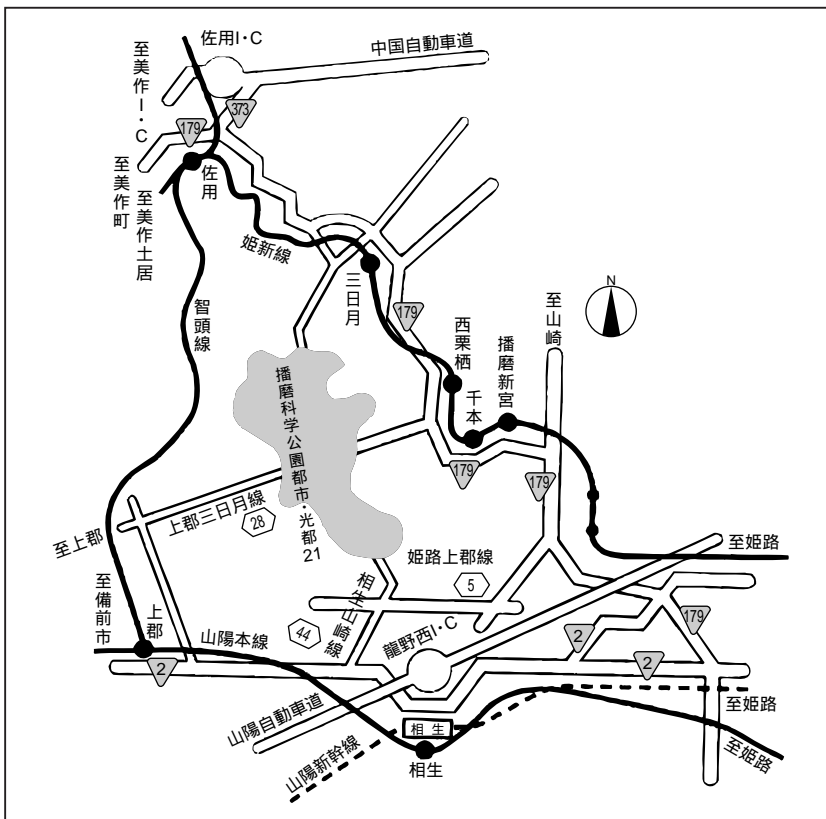 佐用I・C
中国自動車道
至美作I・C
373
179
至美作町
至美作土居
佐用
姫新線
三日月
智頭線
179
西栗栖
千本
播磨新宮
至山崎
N
播磨科学公園都市・光都21
179
179
上郡三日月線
28
至上郡
至備前市
上郡
姫路上郡線
5
至姫路
相生山崎線
44
山陽本線
龍野西I・C
2
179
2
2
至姫路
山陽自動車道
相生
山陽新幹線
相生
至姫路